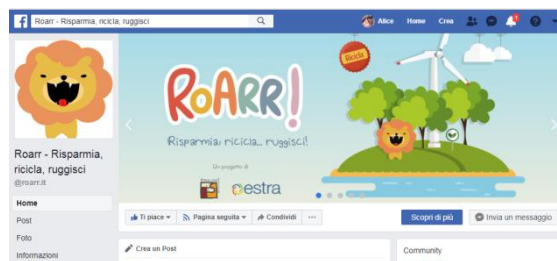 Roarr - Risparmia, ricicla, ruggisci
Alice
Home
Crea
Roarr - Risparmia,
ricicla, ruggisci
@roarr.it
Home
Post
Foto
Informazioni
ROARR!
Risparmia, ricicla... ruggisci!
Un progetto di
estra
Ricicla
Ti piace
Pagina seguita
Condividi
Scopri di più
Invia un messaggio
Crea un Post
Community